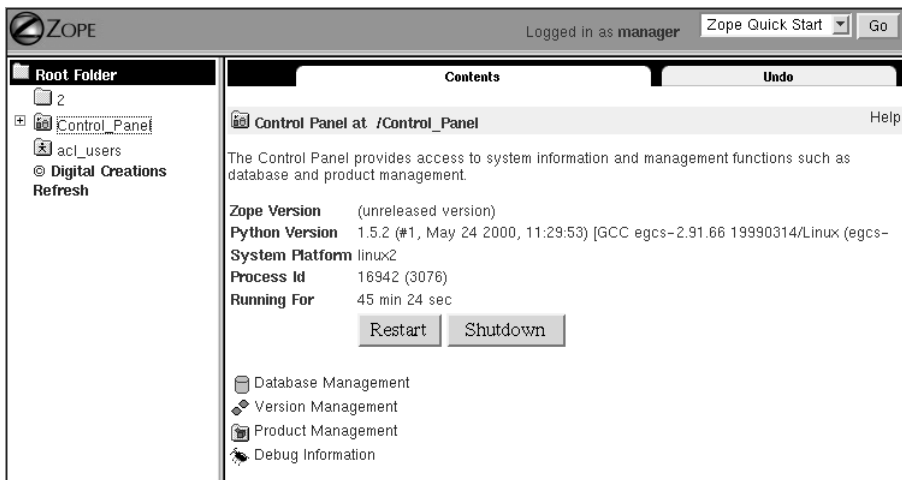 ZOPE
Logged in as manager Zope Quick Start Go
Root Folder
2
Control_Panel
acl_users
© Digital Creations
Refresh
Contents Undo
Control Panel at /Control_Panel Help
The Control Panel provides access to system information and management functions such as
database and product management.
Zope Version (unreleased version)
Python Version 1.5.2 (#1, May 24 2000, 11:29:53) [GCC egcs-2.91.66 19990314/Linux (egcs-
System Platform linux2
Process Id 16942 (3076)
Running For 45 min 24 sec
Restart Shutdown
Database Management
Version Management
Product Management
Debug Information